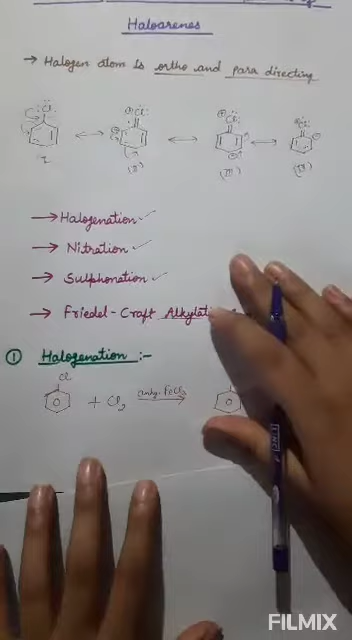 Haloarenes
→ Halogen atom is ortho and para directing
→ Halogenation ✓
→ Nitration ✓
→ Sulphonation ✓
→ Friedel-Craft
① Halogenation :-
Cl
+ Cl₂ anhy. FeCl₃
FILMIX